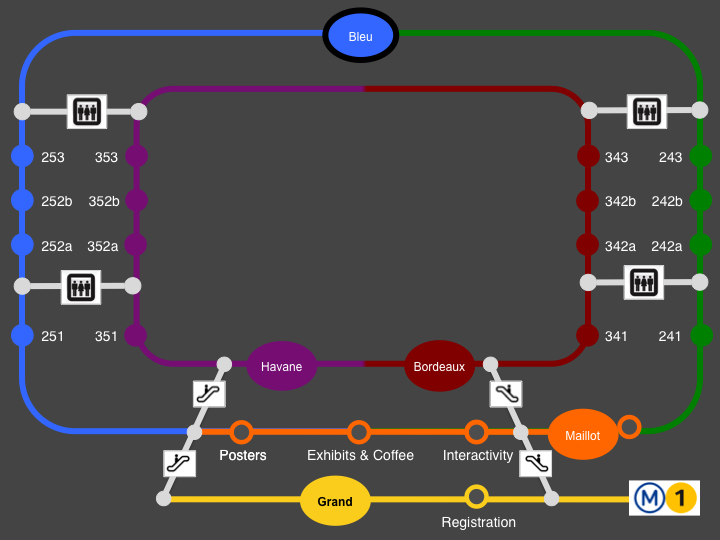 Bleu
253 353
343 243
252b 352b
342b 242b
252a 352a
342a 242a
251 351
341 241
Havane
Bordeaux
Maillot
Posters
Exhibits & Coffee
Interactivity
Grand
M 1
Registration